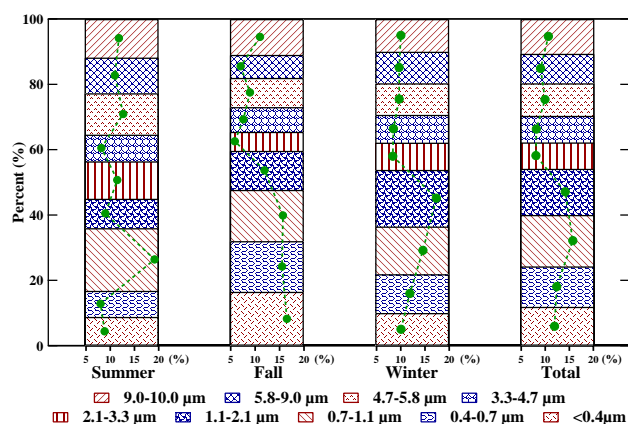 100
80
60
40
20
0
Percent (%)
5 10 15 20 (%) 5 10 15 20 (%) 5 10 15 20 (%) 5 10 15 20 (%)
Summer Fall Winter Total
9.0-10.0 μm 5.8-9.0 μm 4.7-5.8 μm 3.3-4.7 μm
2.1-3.3 μm 1.1-2.1 μm 0.7-1.1 μm 0.4-0.7 μm <0.4μm